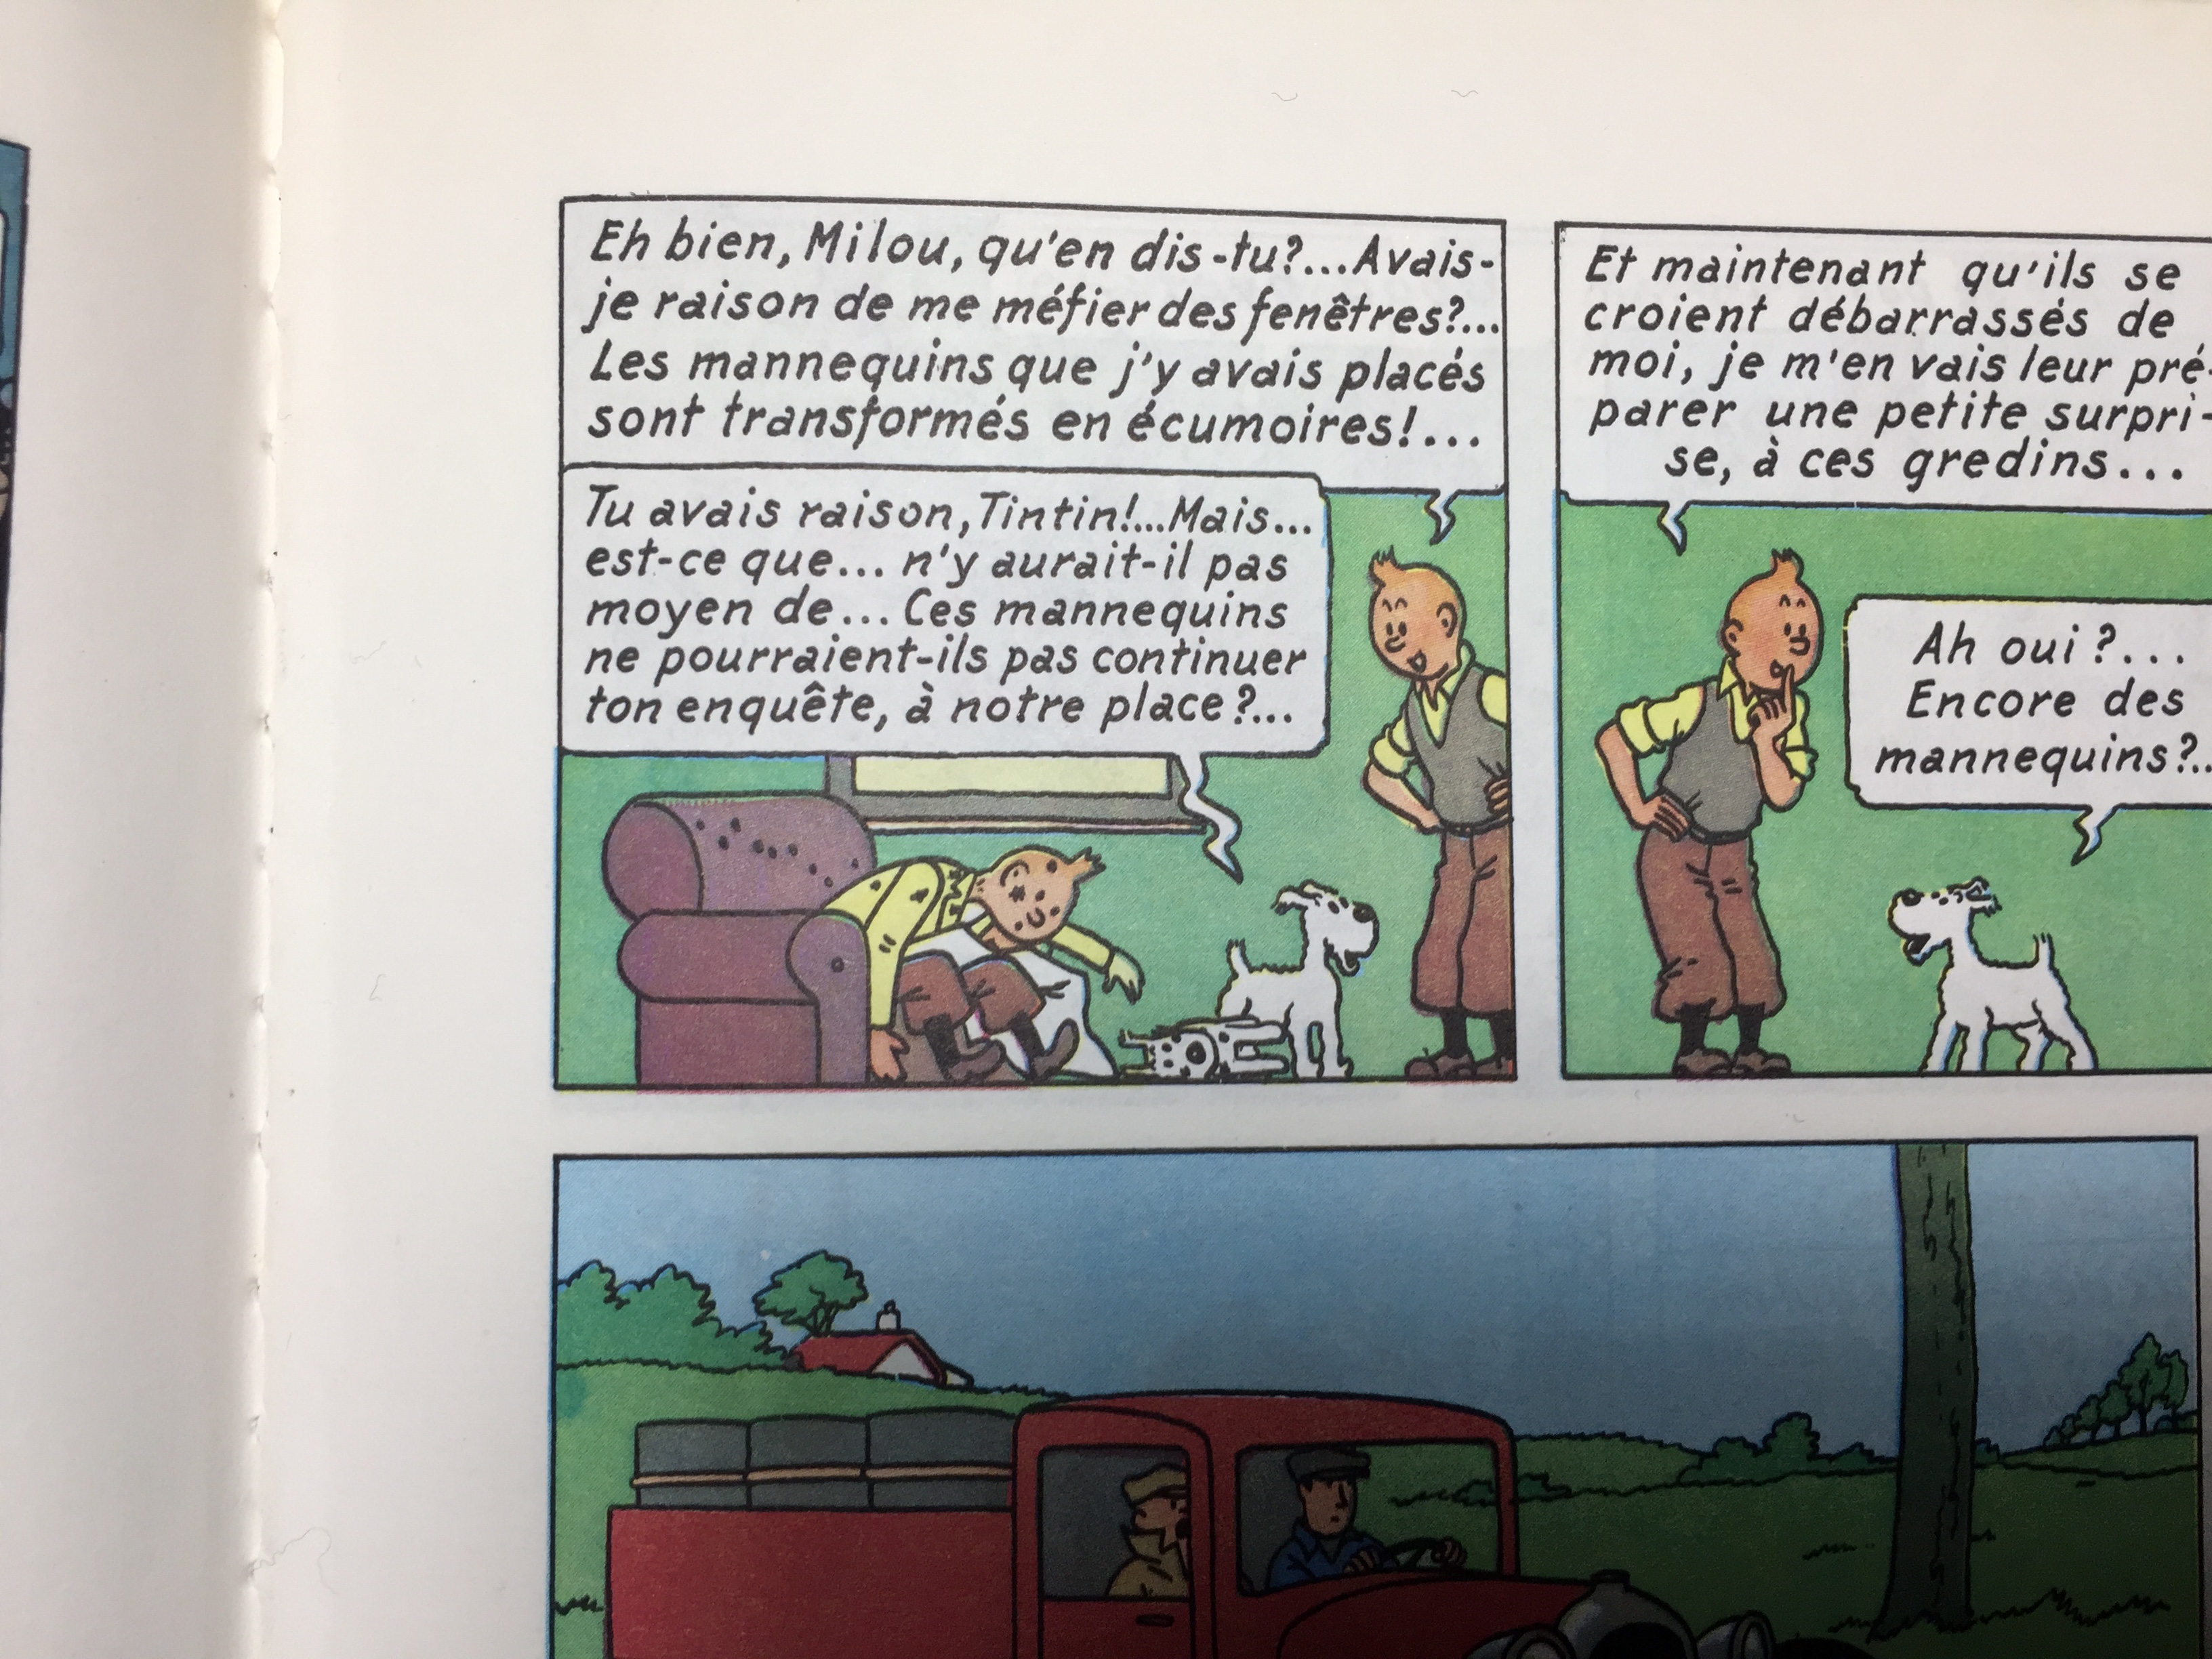 Eh bien, Milou, qu'en dis-tu?...Avais-
je raison de me méfier des fenêtres?...
Les mannequins que j'y avais placés
sont transformés en écumoires!...
Tu avais raison, Tintin!...Mais...
est-ce que... n'y aurait-il pas
moyen de... Ces mannequins
ne pourraient-ils pas continuer
ton enquête, à notre place?...
Et maintenant qu'ils se
croient débarrassés de
moi, je m'en vais leur pré-
parer une petite surpri-
se, à ces gredins...
Ah oui?...
Encore des
mannequins?..